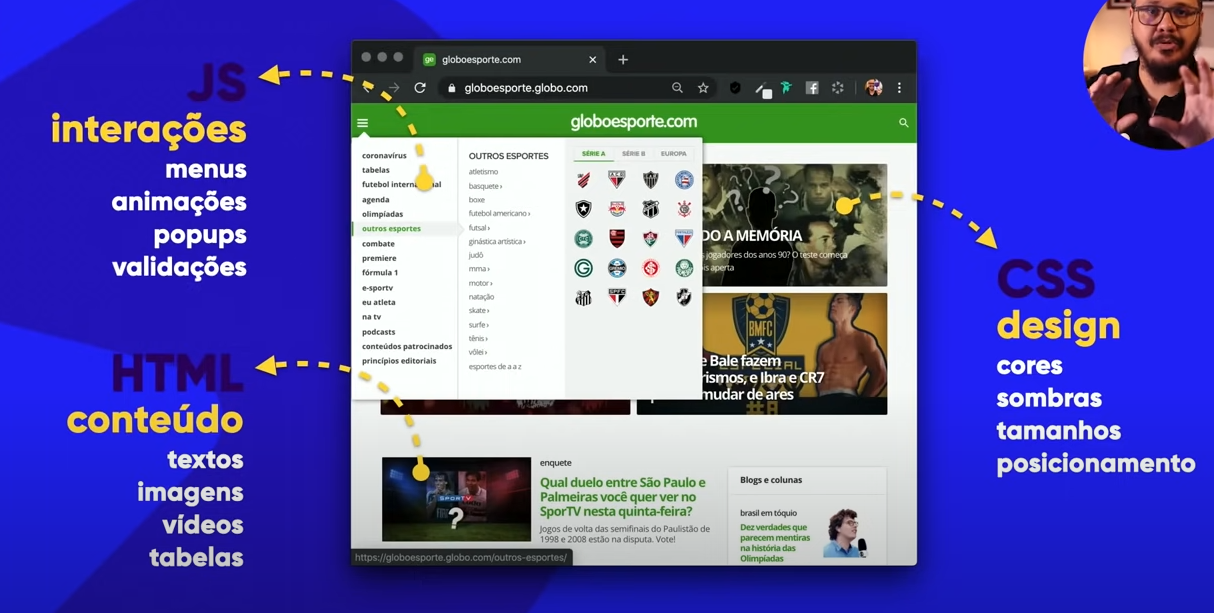 JS
interações
menus
animações
popups
validações
HTML
conteúdo
textos
imagens
vídeos
tabelas
ge globoesporte.com
globoesporte.globo.com
globoesporte.com
coronavírus
tabelas
futebol
agenda
olimpíadas
outros esportes
combate
premiere
fórmula 1
e-sportv
eu atleta
na tv
podcasts
conteúdos patrocinados
princípios editoriais
OUTROS ESPORTES
atletismo
basquete ›
boxe
futebol americano ›
futsal ›
ginástica artística ›
judô
mma ›
motor ›
natação
skate ›
surfe ›
tênis ›
vôlei ›
esportes de a a z
SÉRIE A SÉRIE B EUROPA
DO A MEMÓRIA
jogadores dos anos 90? O teste começa
is aperta
BMFC
e Bale fazem
rismos, e Ibra e CR7
mudar de ares
SPORTV
?
enquete
Qual duelo entre São Paulo e
Palmeiras você quer ver no
SporTV nesta quinta-feira?
Jogos de volta das semifinais do Paulistão de
1998 e 2008 estão na disputa. Vote!
Blogs e colunas
brasil em tóquio
Dez verdades que
parecem mentiras
na história das
Olimpíadas
https://globoesporte.globo.com/outros-esportes/
CSS
design
cores
sombras
tamanhos
posicionamento